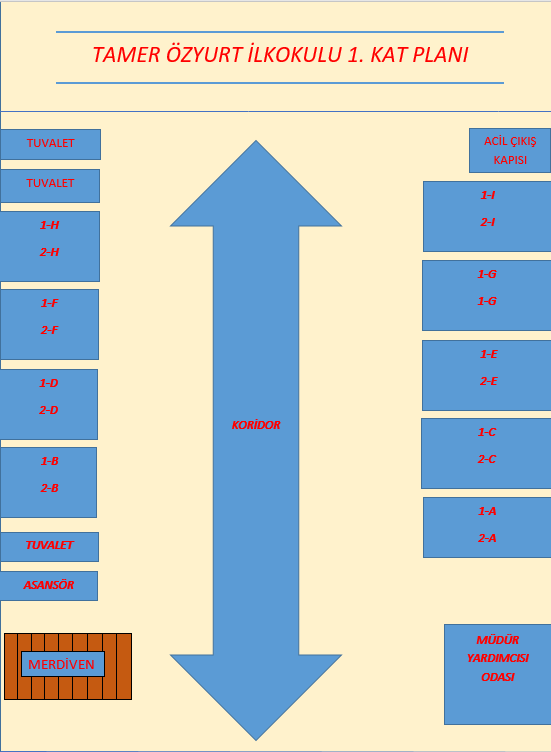 TAMER ÖZYURT İLKOKULU 1. KAT PLANI
TUVALET
TUVALET
1-H
2-H
1-F
2-F
1-D
2-D
1-B
2-B
TUVALET
ASANSÖR
MERDİVEN
KORİDOR
ACİL ÇIKIŞ
KAPISI
1-I
2-I
1-G
1-G
1-E
2-E
1-C
2-C
1-A
2-A
MÜDÜR
YARDIMCISI
ODASI